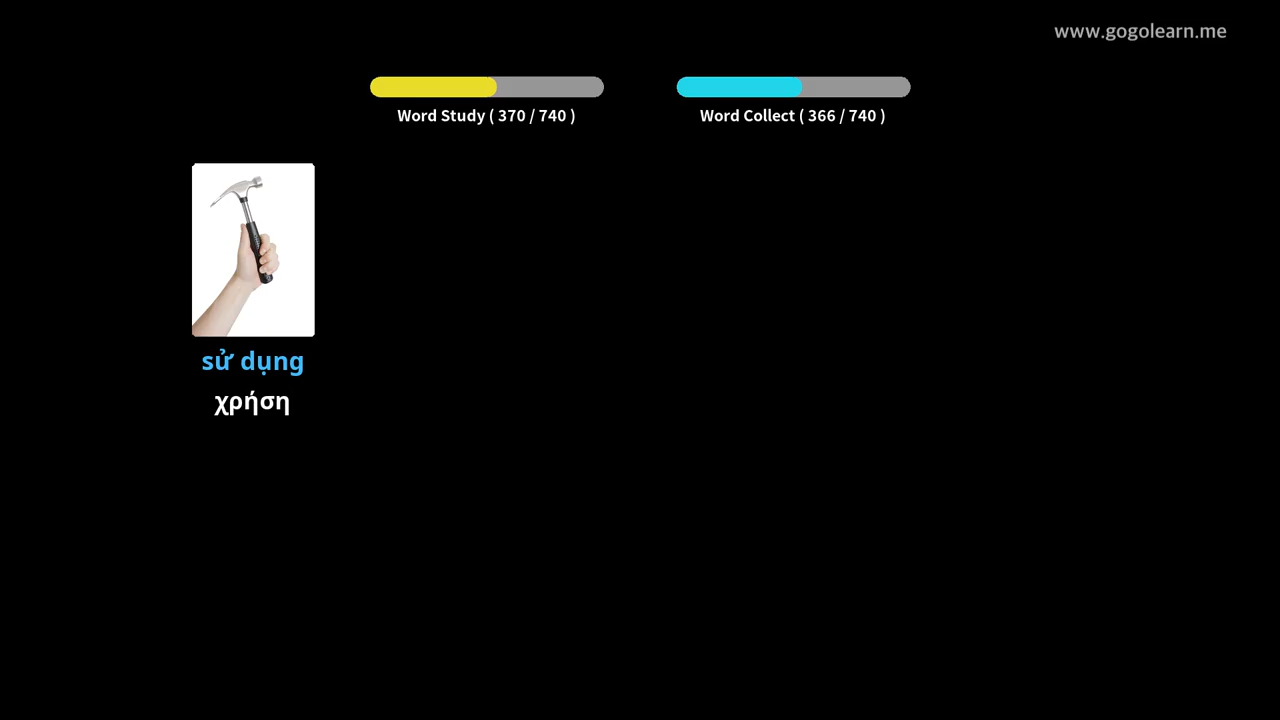 www.gogolearn.me
Word Study ( 370 / 740 )
Word Collect ( 366 / 740 )
sử dụng
χρήση